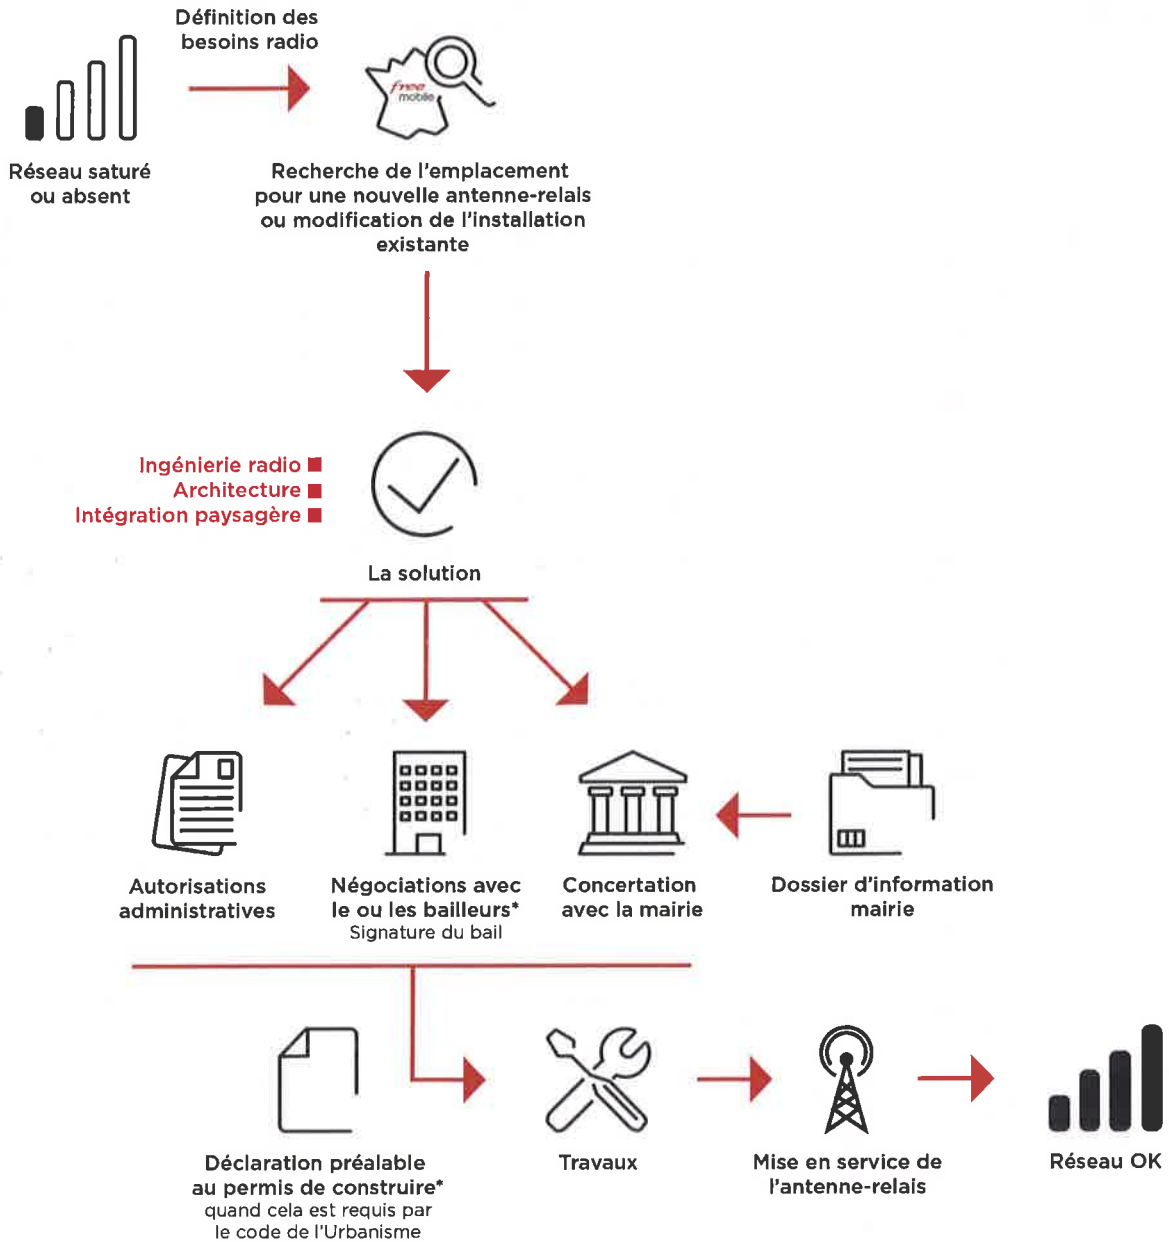 Définition des
besoins radio
free
mobile
Réseau saturé
ou absent
Recherche de l'emplacement
pour une nouvelle antenne-relais
ou modification de l'installation
existante
Ingénierie radio
Architecture
Intégration paysagère
La solution
Autorisations
administratives
Négociations avec
le ou les bailleurs*
Signature du bail
Concertation
avec la mairie
Dossier d'information
mairie
Déclaration préalable
au permis de construire*
quand cela est requis par
le code de l'Urbanisme
Travaux
Mise en service de
l'antenne-relais
Réseau OK